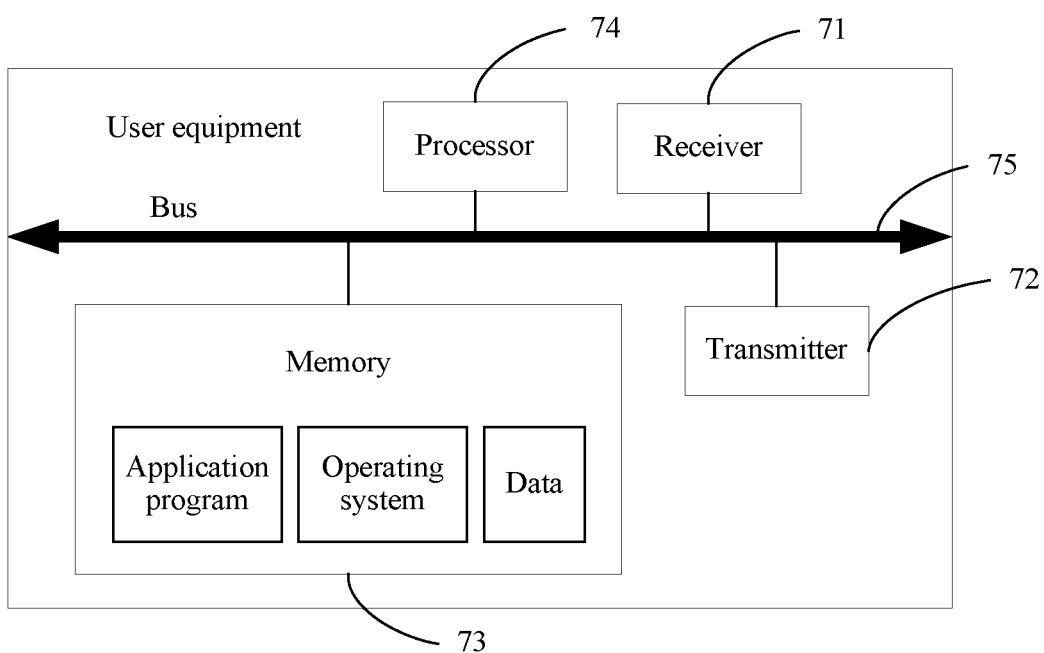 74
71
User equipment
Processor
Receiver
75
Bus
72
Transmitter
Memory
Application
program
Operating
system
Data
73